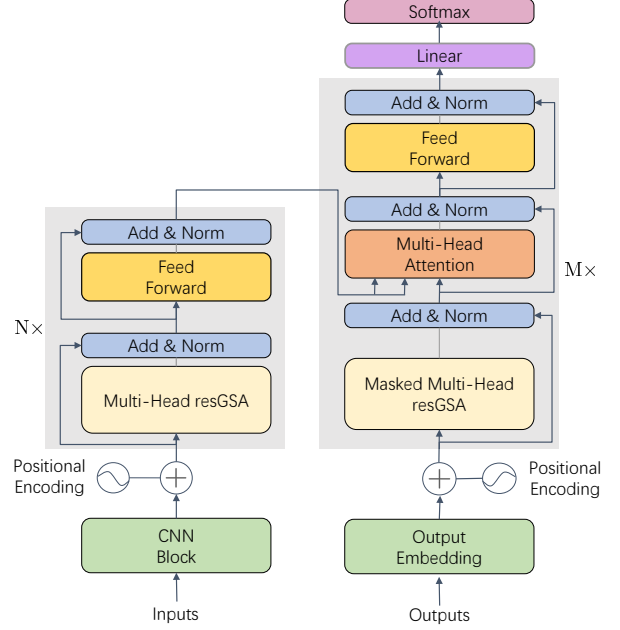 Softmax
Linear
Add & Norm
Feed
Forward
Add & Norm
Multi-Head
Attention
Add & Norm
Masked Multi-Head
resGSA
M×
Positional
Encoding
Output
Embedding
Outputs
Add & Norm
Feed
Forward
N×
Add & Norm
Multi-Head resGSA
Positional
Encoding
CNN
Block
Inputs